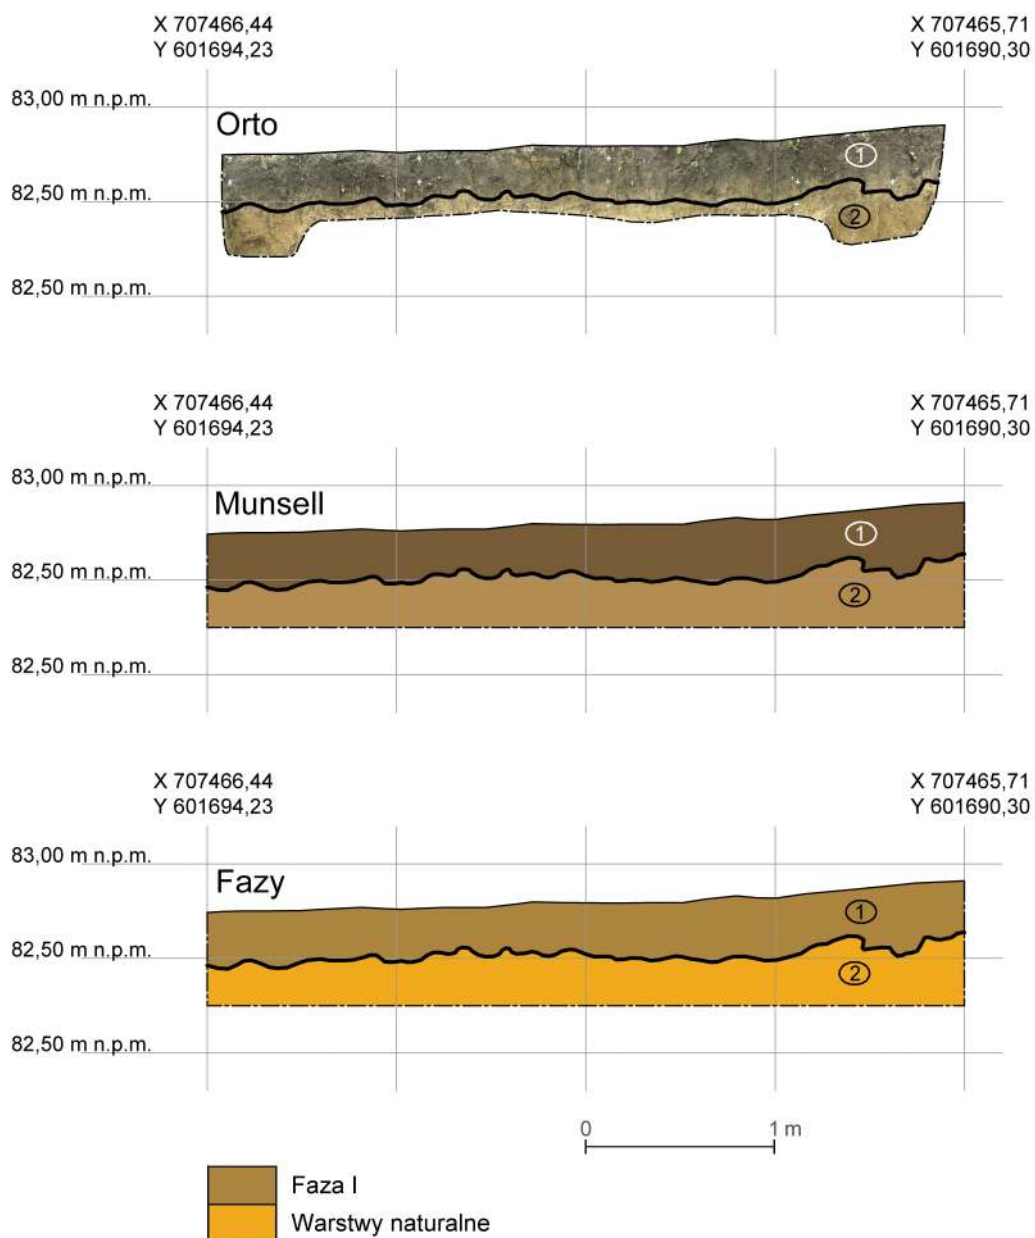 X 707466,44
Y 601694,23
X 707465,71
Y 601690,30
83,00 m n.p.m.
Orto
1
82,50 m n.p.m.
2
82,50 m n.p.m.
X 707466,44
Y 601694,23
X 707465,71
Y 601690,30
83,00 m n.p.m.
Munsell
1
82,50 m n.p.m.
2
82,50 m n.p.m.
X 707466,44
Y 601694,23
X 707465,71
Y 601690,30
83,00 m n.p.m.
Fazy
1
82,50 m n.p.m.
2
82,50 m n.p.m.
0 1 m
Faza I
Warstwy naturalne